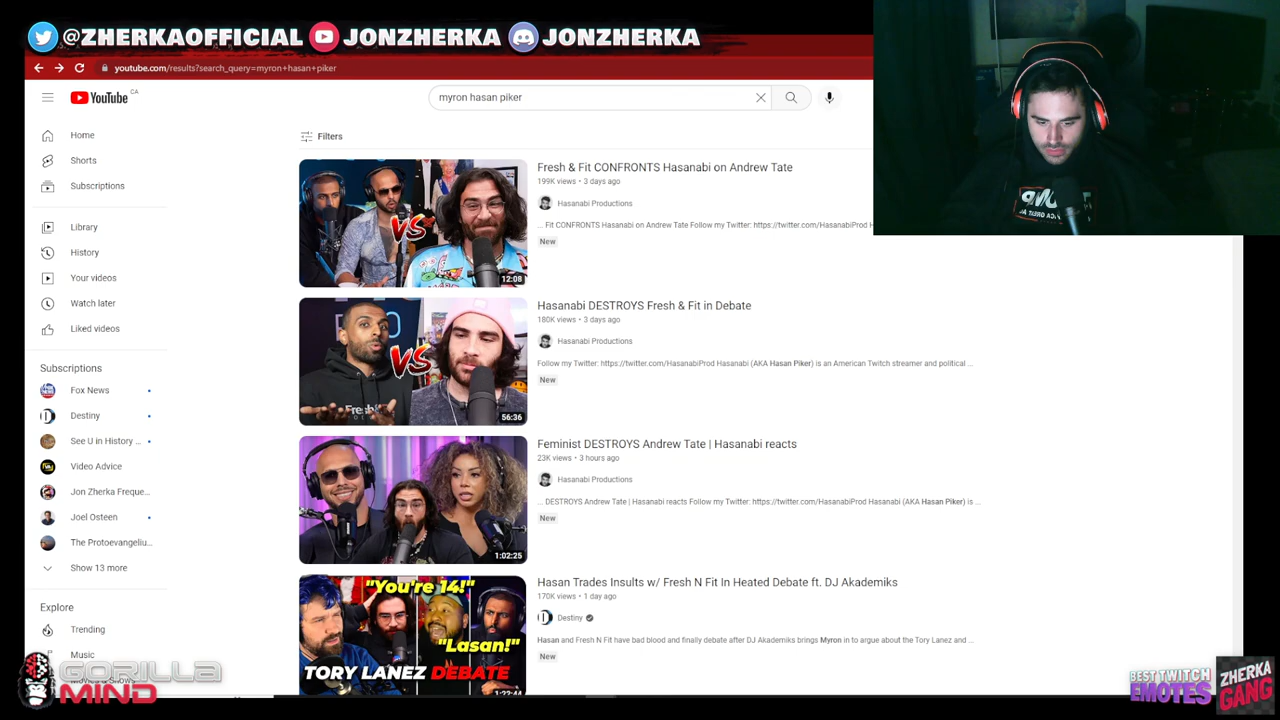 @ZHERKAOFFICIAL JONZHERKA JONZHERKA
youtube.com/results?search_query=myron+hasan+piker
YouTube CA
myron hasan piker
Home
Shorts
Subscriptions
Library
History
Your videos
Watch later
Liked videos
Subscriptions
Fox News
Destiny
See U in History ...
Video Advice
Jon Zherka Freque...
Joel Osteen
The Protoevangeliu...
Show 13 more
Explore
Trending
Music
Filters
VS
12:08
Fresh & Fit CONFRONTS Hasanabi on Andrew Tate
199K views • 3 days ago
Hasanabi Productions
... Fit CONFRONTS Hasanabi on Andrew Tate Follow my Twitter: https://twitter.com/HasanabiProd H
New
VS
56:36
Hasanabi DESTROYS Fresh & Fit in Debate
180K views • 3 days ago
Hasanabi Productions
Follow my Twitter: https://twitter.com/HasanabiProd Hasanabi (AKA Hasan Piker) is an American Twitch streamer and political ...
New
1:02:25
Feminist DESTROYS Andrew Tate | Hasanabi reacts
23K views • 3 hours ago
Hasanabi Productions
... DESTROYS Andrew Tate | Hasanabi reacts Follow my Twitter: https://twitter.com/HasanabiProd Hasanabi (AKA Hasan Piker) is ...
New
"You're 14!"
"Lasan!"
TORY LANEZ DEBATE
1:22:44
Hasan Trades Insults w/ Fresh N Fit In Heated Debate ft. DJ Akademiks
170K views • 1 day ago
Destiny
Hasan and Fresh N Fit have bad blood and finally debate after DJ Akademiks brings Myron in to argue about the Tory Lanez and ...
New
GORILLA
MIND
BEST TWITCH
EMOTES
ZHERKA
GANG